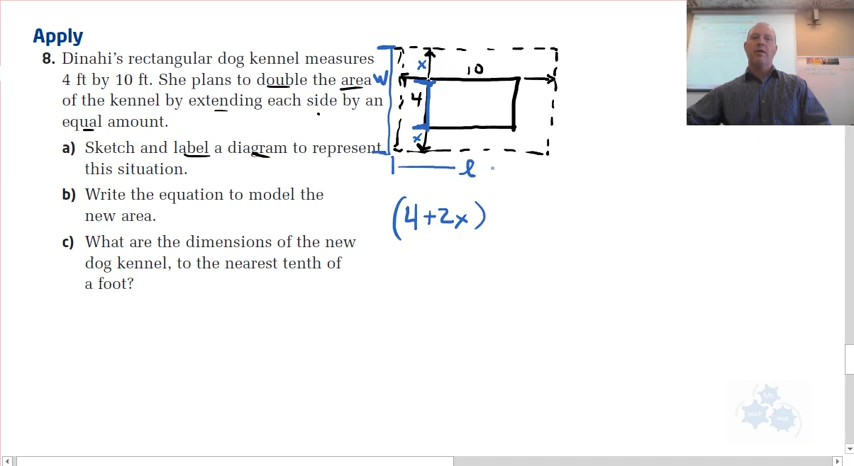 Apply
8. Dinahi's rectangular dog kennel measures
4 ft by 10 ft. She plans to double the area
of the kennel by extending each side by an
equal amount.
a) Sketch and label a diagram to represent
this situation.
b) Write the equation to model the
new area.
c) What are the dimensions of the new
dog kennel, to the nearest tenth of
a foot?
x
10
w
4
x
l
(4+2x)